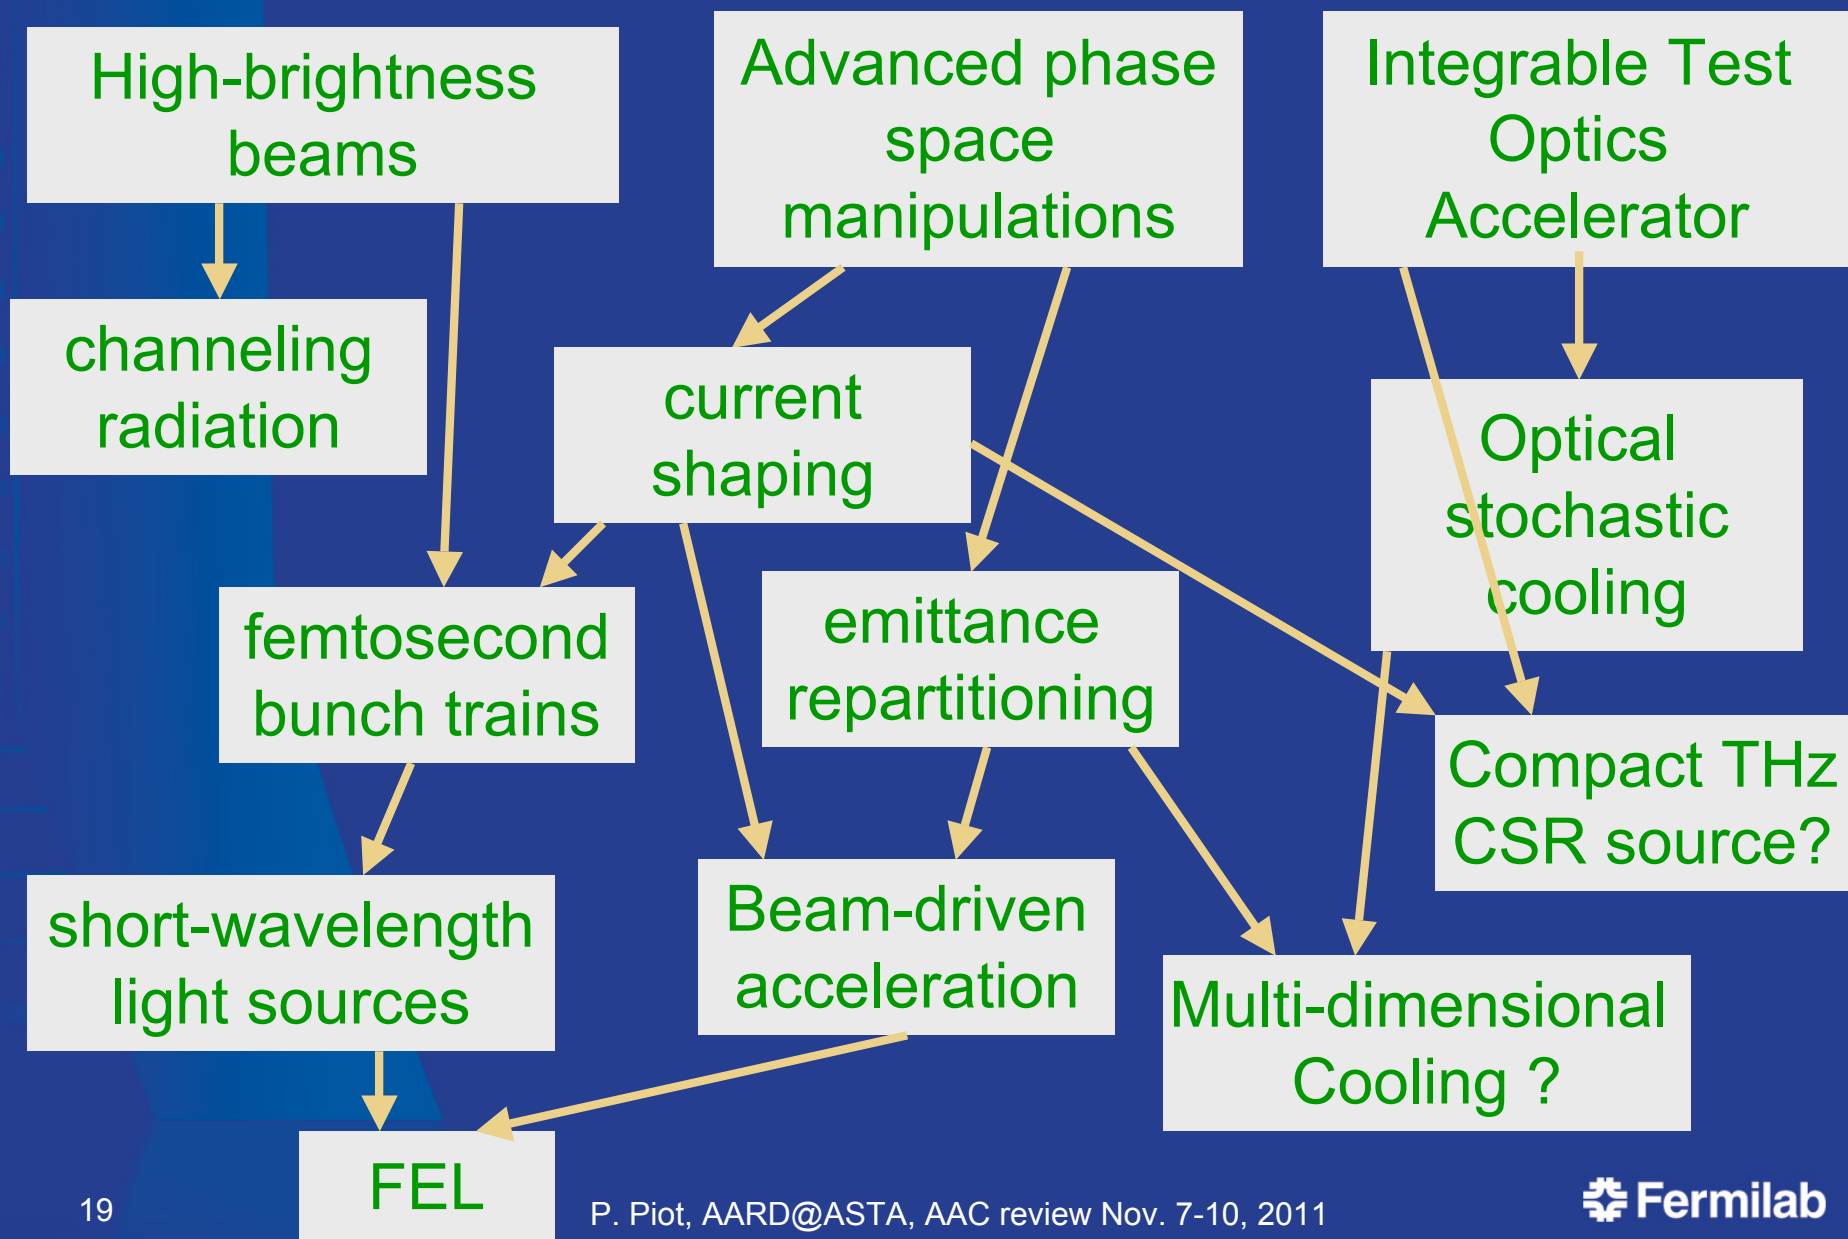 High-brightness
beams
Advanced phase
space
manipulations
Integrable Test
Optics
Accelerator
channeling
radiation
current
shaping
Optical
stochastic
cooling
femtosecond
bunch trains
emittance
repartitioning
Compact THz
CSR source?
short-wavelength
light sources
Beam-driven
acceleration
Multi-dimensional
Cooling ?
FEL
19
P. Piot, AARD@ASTA, AAC review Nov. 7-10, 2011
Fermilab